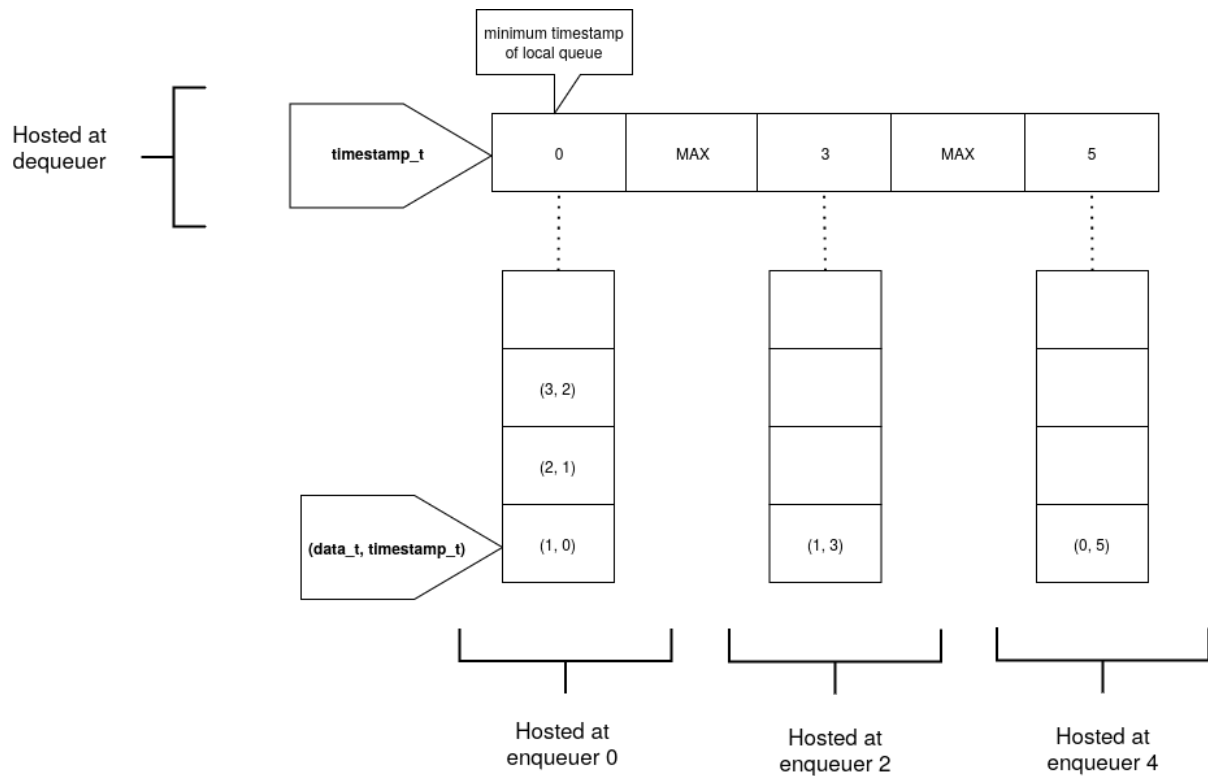 minimum timestamp
of local queue
Hosted at
dequeuer
timestamp_t
0
MAX
3
MAX
5
(3, 2)
(2, 1)
(data_t, timestamp_t)
(1, 0)
(1, 3)
(0, 5)
Hosted at
enqueuer 0
Hosted at
enqueuer 2
Hosted at
enqueuer 4